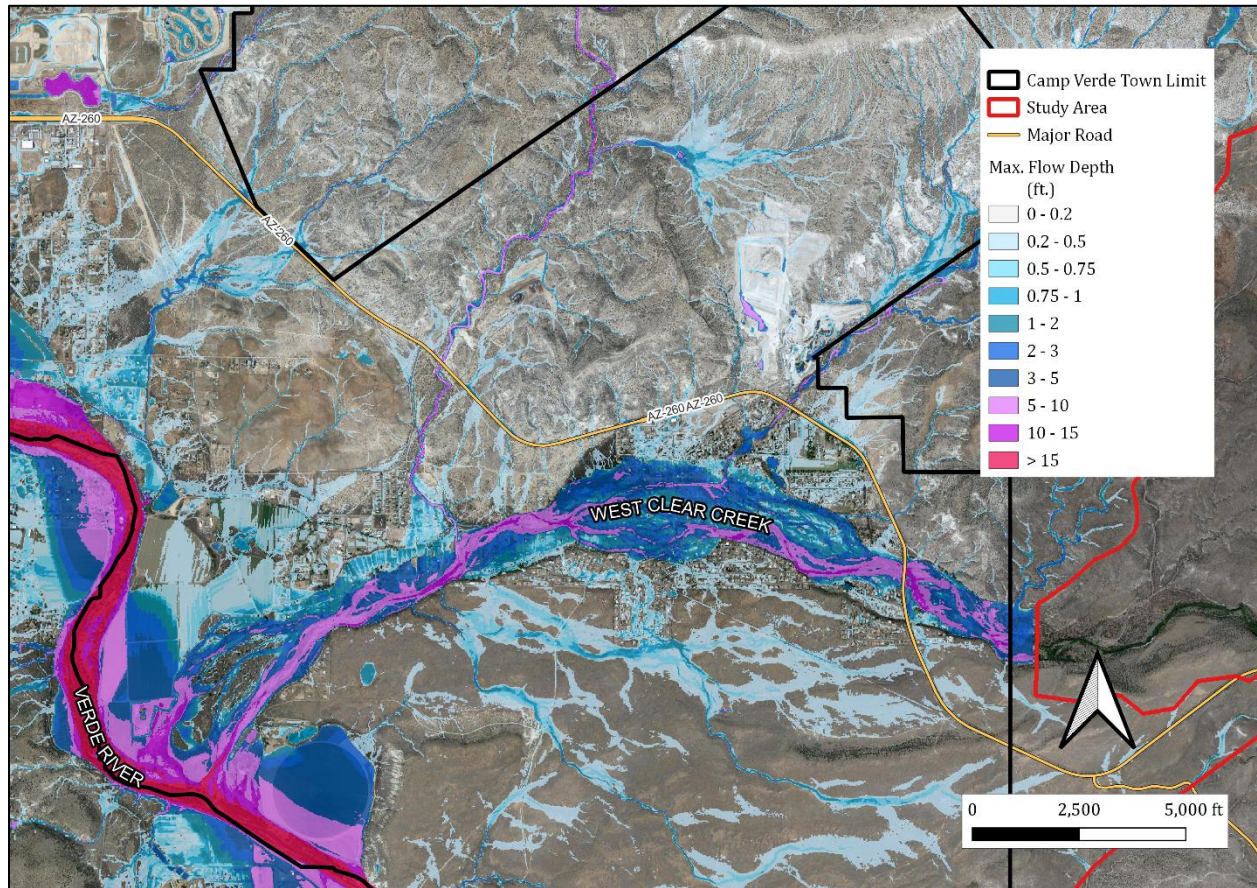 AZ-260
AZ-260
AZ-260 AZ-260
WEST CLEAR CREEK
VERDE RIVER
Camp Verde Town Limit
Study Area
Major Road
Max. Flow Depth
(ft.)
0 - 0.2
0.2 - 0.5
0.5 - 0.75
0.75 - 1
1 - 2
2 - 3
3 - 5
5 - 10
10 - 15
> 15
0 2,500 5,000 ft